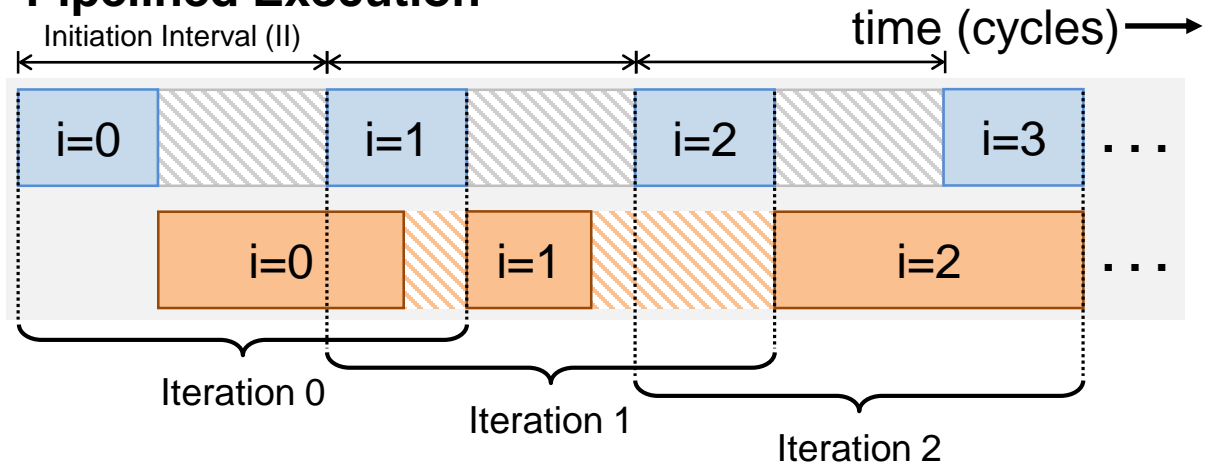 Pipelined Execution
Initiation Interval (II)
time (cycles)
i=0
i=1
i=2
i=3
...
i=0
i=1
i=2
...
Iteration 0
Iteration 1
Iteration 2